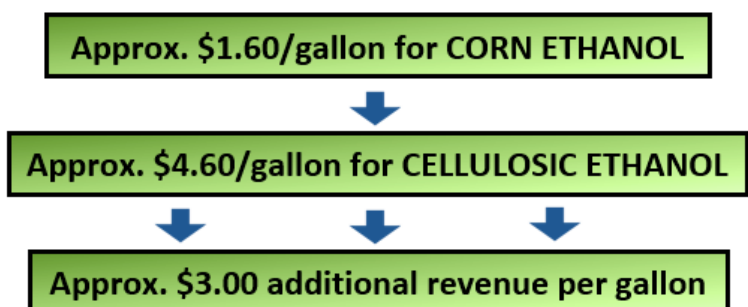 Approx. $1.60/gallon for CORN ETHANOL
Approx. $4.60/gallon for CELLULOSIC ETHANOL
Approx. $3.00 additional revenue per gallon